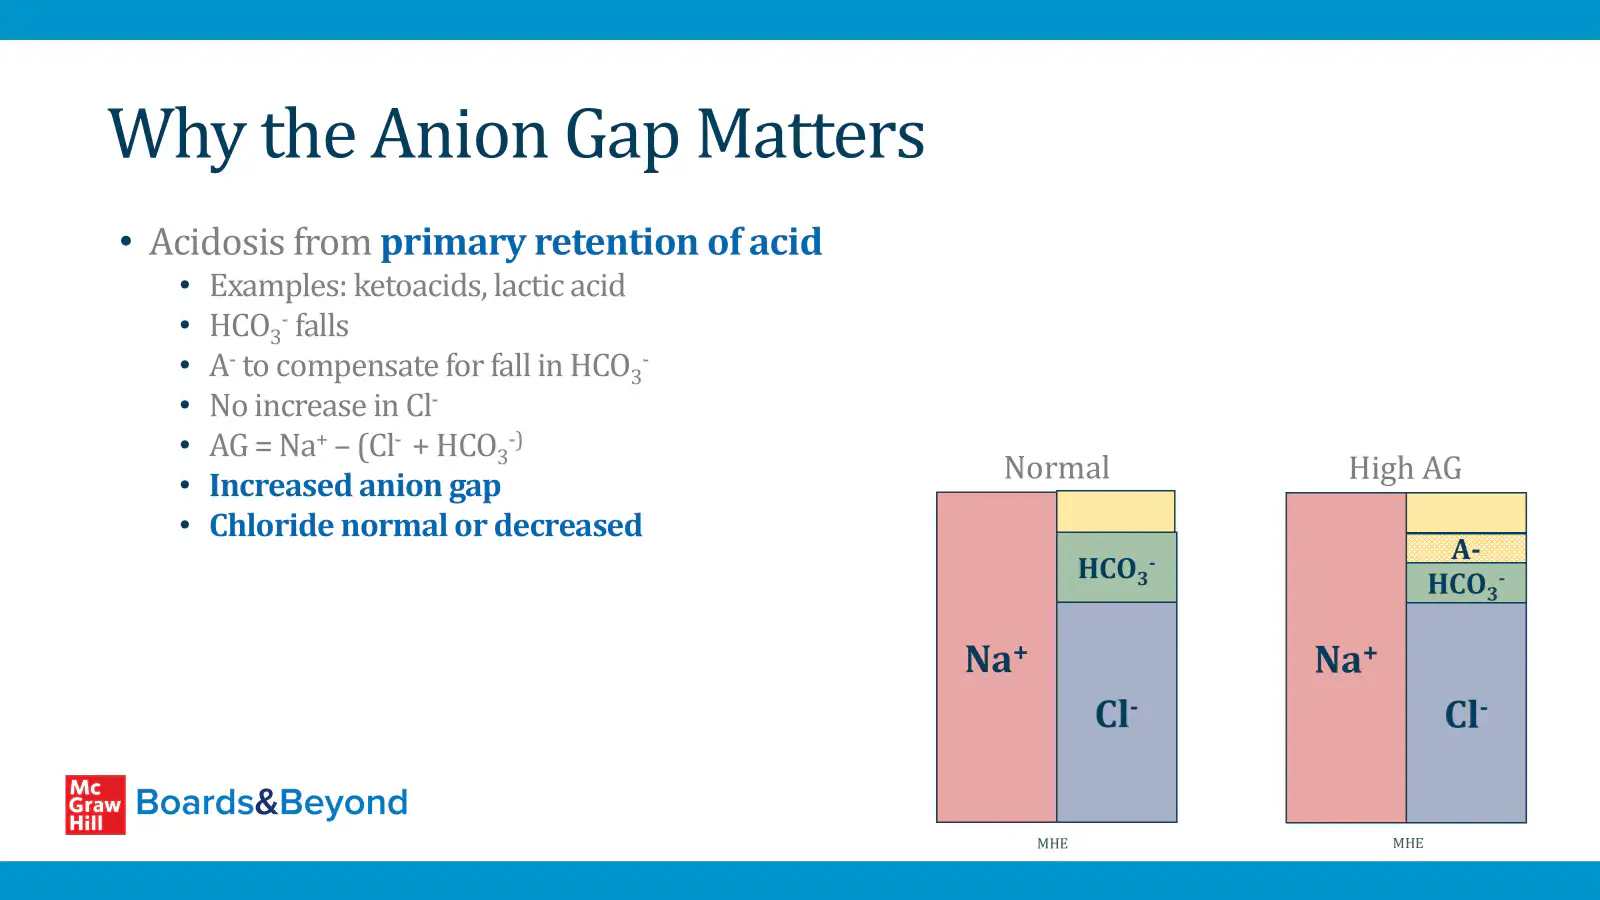 Why the Anion Gap Matters
• Acidosis from primary retention of acid
• Examples: ketoacids, lactic acid
• HCO₃⁻ falls
• A⁻ to compensate for fall in HCO₃⁻
• No increase in Cl⁻
• AG = Na⁺ – (Cl⁻ + HCO₃⁻⁾
• Increased anion gap
• Chloride normal or decreased
Normal
HCO₃⁻
Na⁺
Cl⁻
MHE
High AG
A-
HCO₃⁻
Na⁺
Cl⁻
MHE
Mc
Graw
Hill
Boards&Beyond